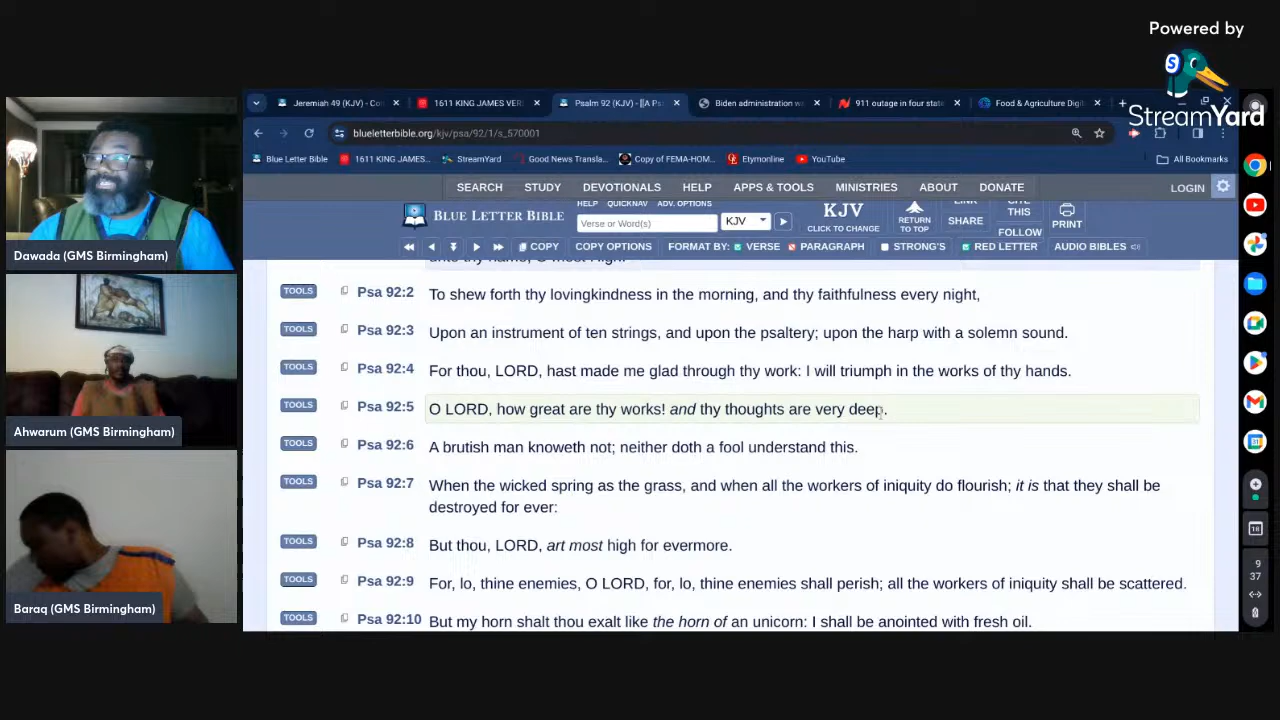 Powered by
StreamYard
Jeremiah 49 (KJV) - Co
1611 KING JAMES VER
Psalm 92 (KJV) - [[A Ps
Biden administration w
911 outage in four stat
Food & Agriculture Digi
blueletterbible.org/kjv/psa/92/1/s_570001
Blue Letter Bible
1611 KING JAMES...
StreamYard
Good News Transla...
Copy of FEMA-HOM...
Etymonline
YouTube
All Bookmarks
SEARCH STUDY DEVOTIONALS HELP APPS & TOOLS MINISTRIES ABOUT DONATE LOGIN
BLUE LETTER BIBLE
HELP QUICKNAV ADV. OPTIONS
Verse or Word(s)
KJV
KJV
CLICK TO CHANGE
RETURN
TO TOP
LINK
SHARE
CITE
THIS
FOLLOW
PRINT
COPY COPY OPTIONS FORMAT BY: VERSE PARAGRAPH STRONG'S RED LETTER AUDIO BIBLES
unto thy name, O most High:
TOOLS Psa 92:2 To shew forth thy lovingkindness in the morning, and thy faithfulness every night,
TOOLS Psa 92:3 Upon an instrument of ten strings, and upon the psaltery; upon the harp with a solemn sound.
TOOLS Psa 92:4 For thou, LORD, hast made me glad through thy work: I will triumph in the works of thy hands.
TOOLS Psa 92:5 O LORD, how great are thy works! and thy thoughts are very deep.
TOOLS Psa 92:6 A brutish man knoweth not; neither doth a fool understand this.
TOOLS Psa 92:7 When the wicked spring as the grass, and when all the workers of iniquity do flourish; it is that they shall be
destroyed for ever:
TOOLS Psa 92:8 But thou, LORD, art most high for evermore.
TOOLS Psa 92:9 For, lo, thine enemies, O LORD, for, lo, thine enemies shall perish; all the workers of iniquity shall be scattered.
TOOLS Psa 92:10 But my horn shalt thou exalt like the horn of an unicorn: I shall be anointed with fresh oil.
Dawada (GMS Birmingham)
Ahwarum (GMS Birmingham)
Baraq (GMS Birmingham)
9
37